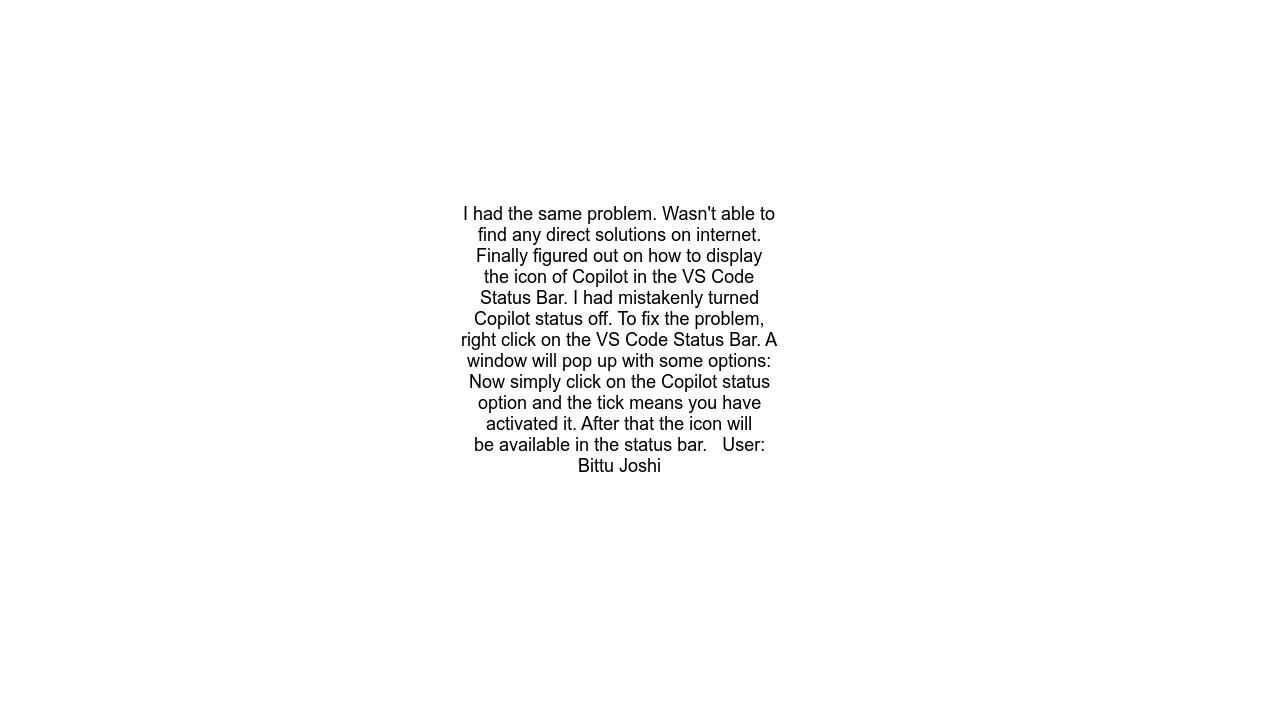 I had the same problem. Wasn't able to
find any direct solutions on internet.
Finally figured out on how to display
the icon of Copilot in the VS Code
Status Bar. I had mistakenly turned
Copilot status off. To fix the problem,
right click on the VS Code Status Bar. A
window will pop up with some options:
Now simply click on the Copilot status
option and the tick means you have
activated it. After that the icon will
be available in the status bar.   User:
Bittu Joshi